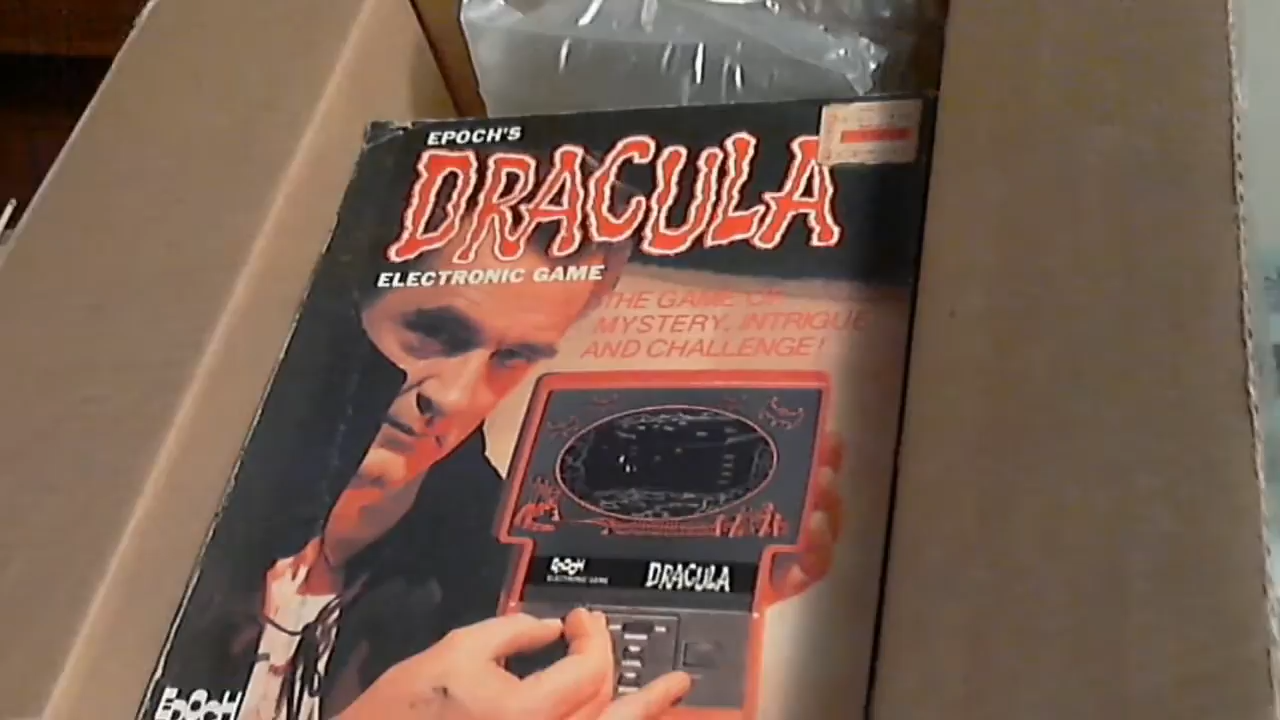 EPOCH'S
DRACULA
ELECTRONIC GAME
THE GAME OF
MYSTERY, INTRIGUE
AND CHALLENGE!
EPOCH
ELECTRONIC GAME
DRACULA
EPOCH